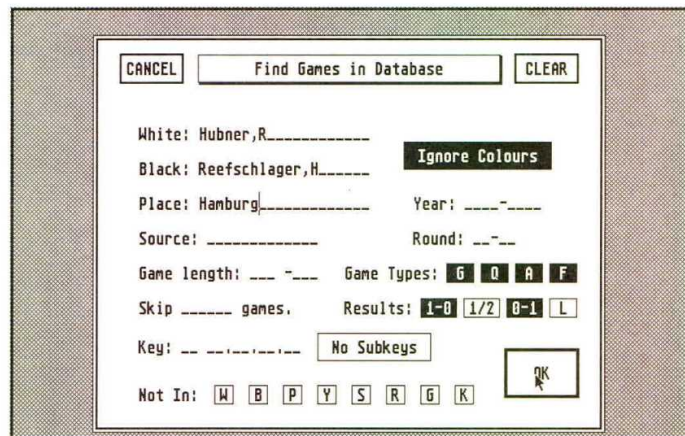 CANCEL Find Games in Database CLEAR
White: Hubner,R____________
Ignore Colours
Black: Reefschlager,H______
Place: Hamburg_____________ Year: ____-____
Source: _____________ Round: __-__
Game length: ___ -___ Game Types: G Q A F
Skip ______ games. Results: 1-0 1/2 0-1 L
Key: __ __.__.__.__ No Subkeys
OK
Not In: W B P Y S R G K